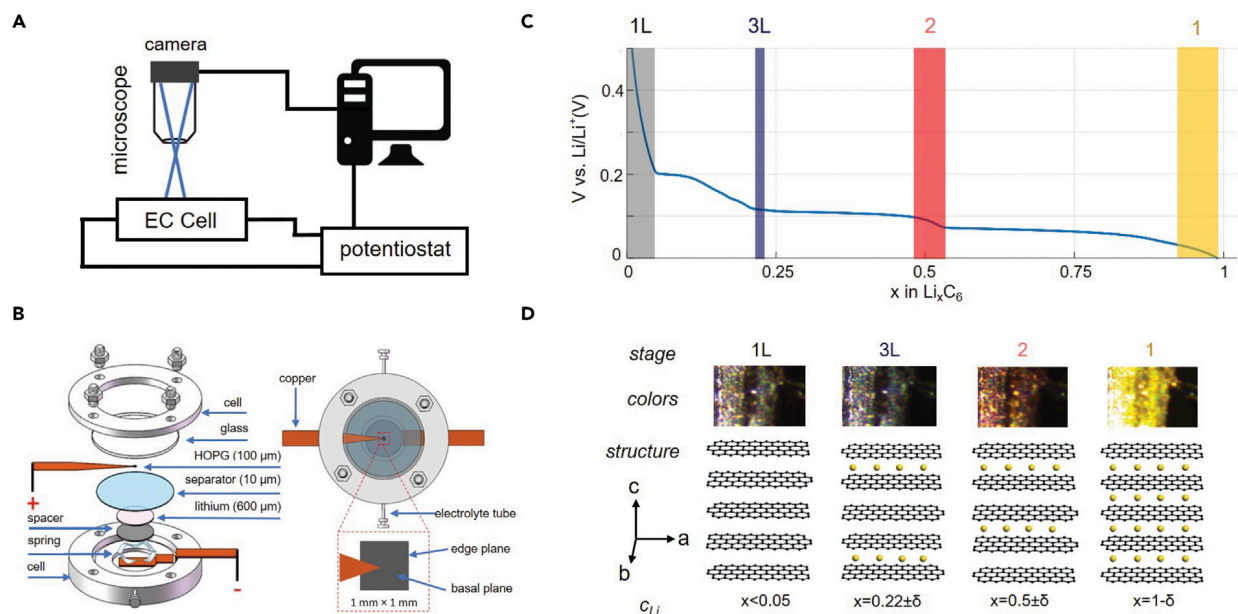 A
camera
microscope
EC Cell
potentiostat
B
cell
glass
HOPG (100 μm)
separator (10 μm)
lithium (600 μm)
spacer
spring
cell
+
-
copper
electrolyte tube
edge plane
basal plane
1 mm × 1 mm
C
1L 3L 2 1
V vs. Li/Li⁺(V)
0.4
0.2
0
0 0.25 0.5 0.75 1
x in LiₓC₆
D
stage 1L 3L 2 1
colors
structure
c
a
b
c_Li x<0.05 x=0.22±δ x=0.5±δ x=1-δ